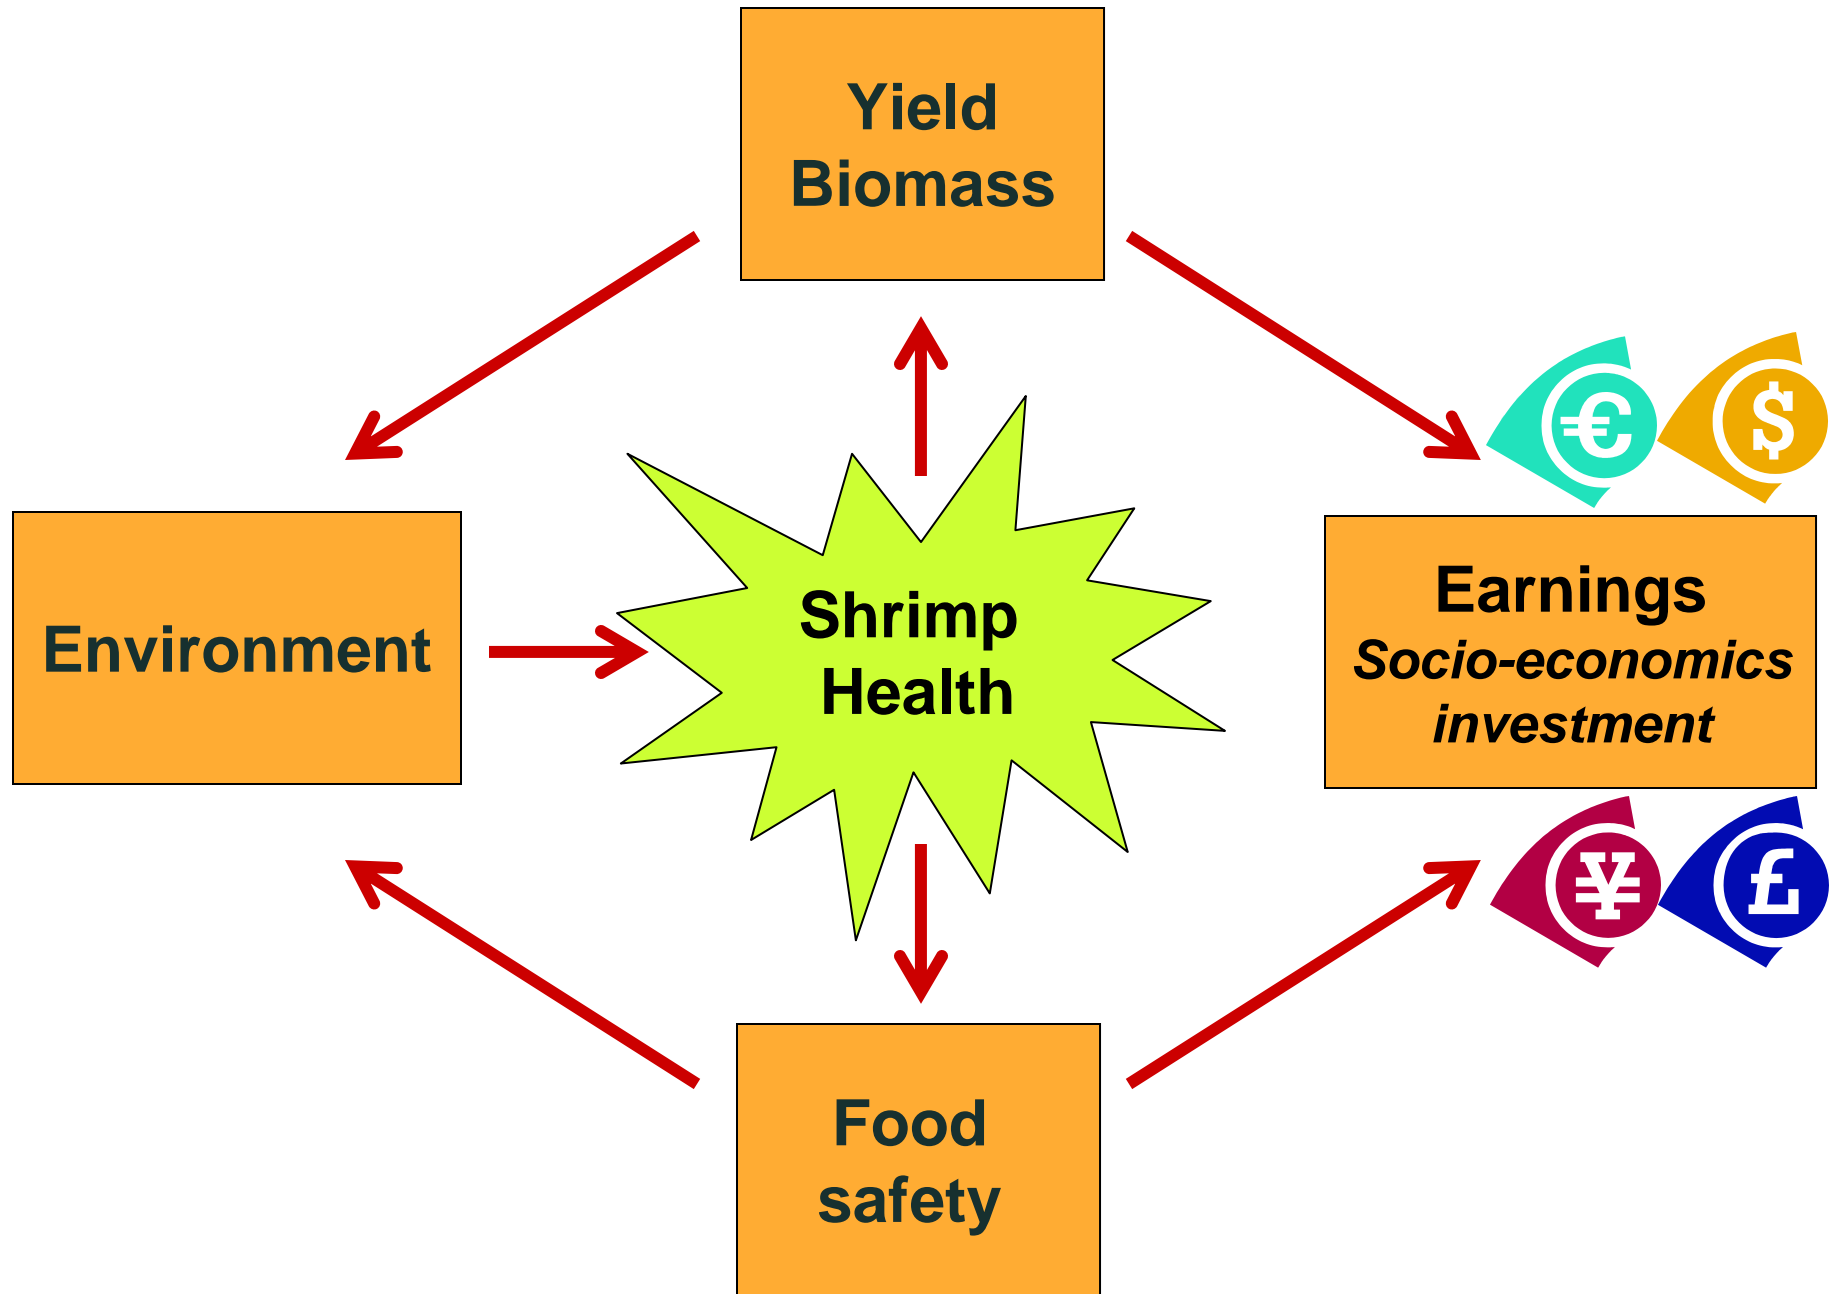 Yield
Biomass
€
$
Environment
Shrimp
Health
Earnings
Socio-economics
investment
¥
£
Food
safety